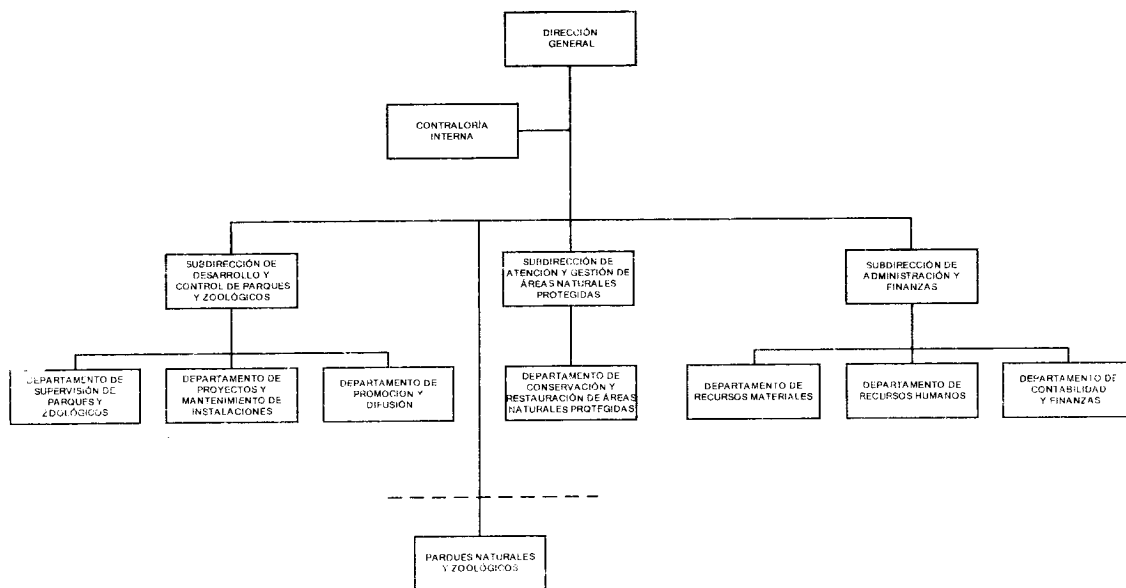 DIRECCIÓN
GENERAL
CONTRALORÍA
INTERNA
SUBDIRECCIÓN DE
DESARROLLO Y
CONTROL DE PARQUES
Y ZOOLÓGICOS
SUBDIRECCIÓN DE
ATENCIÓN Y GESTIÓN DE
ÁREAS NATURALES
PROTEGIDAS
SUBDIRECCIÓN DE
ADMINISTRACIÓN Y
FINANZAS
DEPARTAMENTO DE
SUPERVISIÓN DE
PARQUES Y
ZOOLÓGICOS
DEPARTAMENTO DE
PROYECTOS Y
MANTENIMIENTO DE
INSTALACIONES
DEPARTAMENTO DE
PROMOCION Y
DIFUSIÓN
DEPARTAMENTO DE
CONSERVACIÓN Y
RESTAURACIÓN DE ÁREAS
NATURALES PROTEGIDAS
DEPARTAMENTO DE
RECURSOS MATERIALES
DEPARTAMENTO DE
RECURSOS HUMANOS
DEPARTAMENTO DE
CONTABILIDAD
Y FINANZAS
PARQUES NATURALES
Y ZOOLÓGICOS